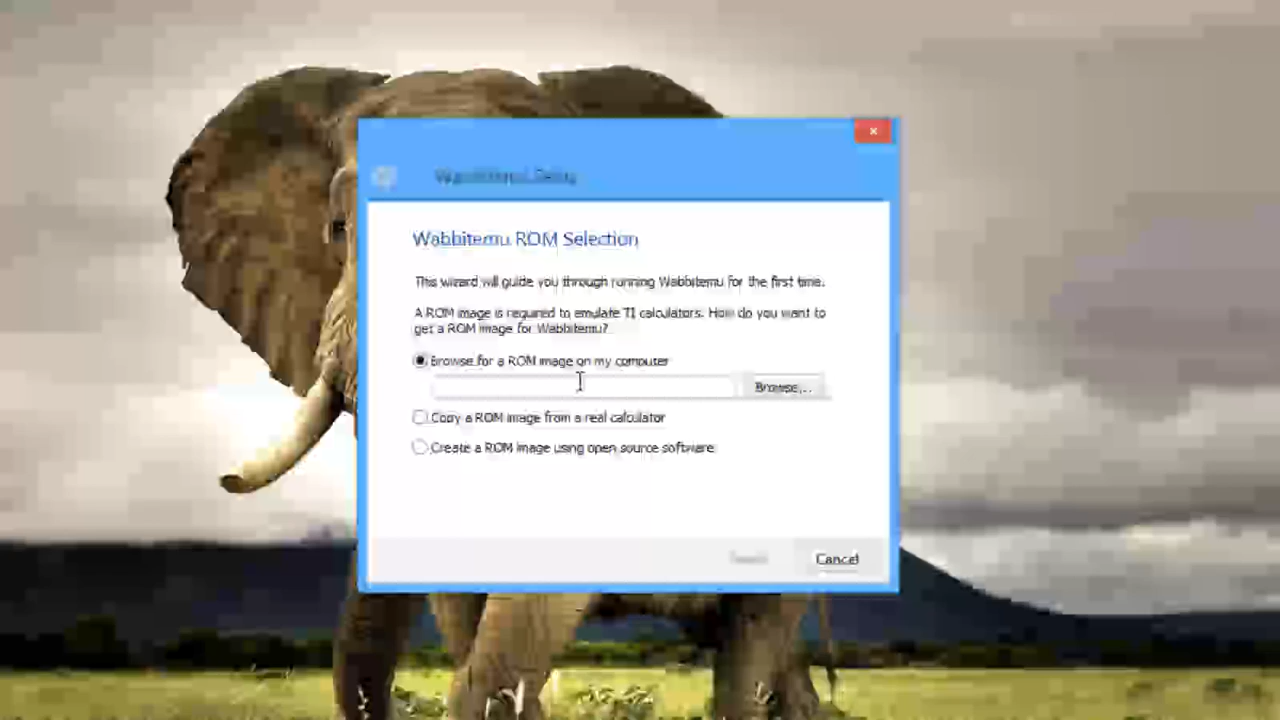 Wabbitemu Setup
Wabbitemu ROM Selection
This wizard will guide you through running Wabbitemu for the first time.
A ROM image is required to emulate TI calculators. How do you want to
get a ROM image for Wabbitemu?
Browse for a ROM image on my computer
Browse...
Copy a ROM image from a real calculator
Create a ROM image using open source software
Cancel